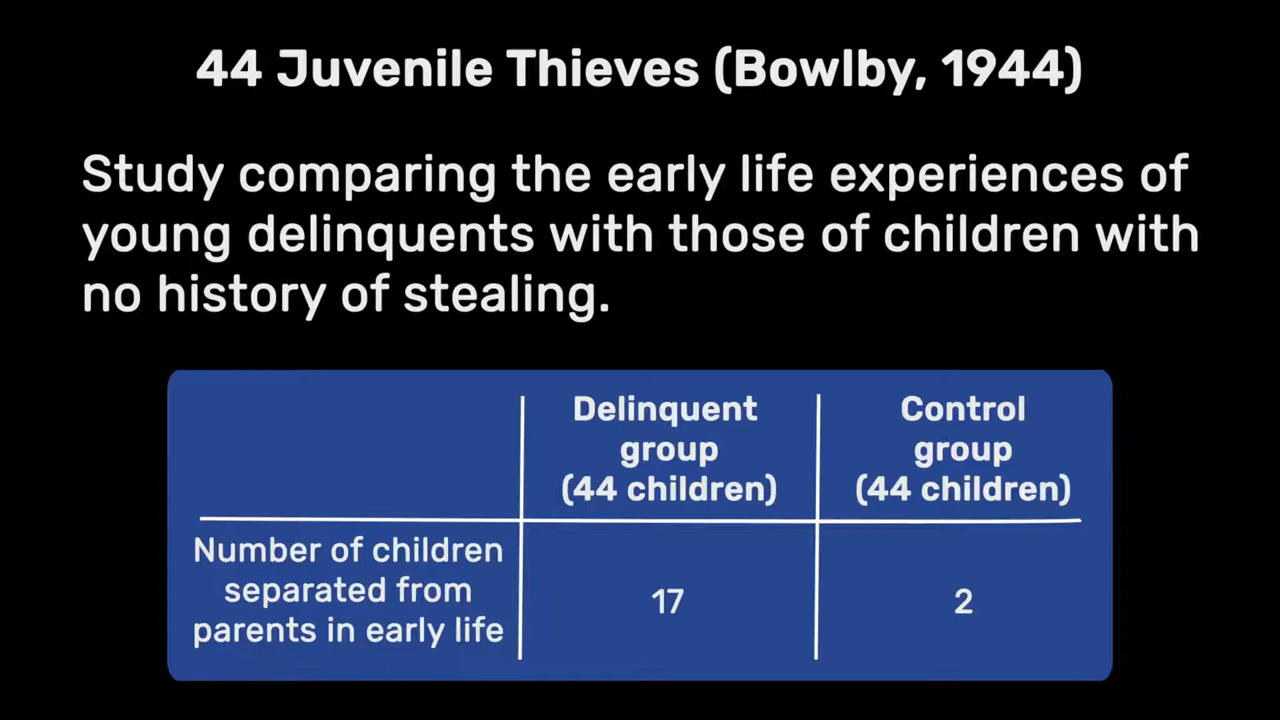 44 Juvenile Thieves (Bowlby, 1944)
Study comparing the early life experiences of
young delinquents with those of children with
no history of stealing.
Delinquent
group
(44 children)
Control
group
(44 children)
Number of children
separated from
parents in early life
17
2